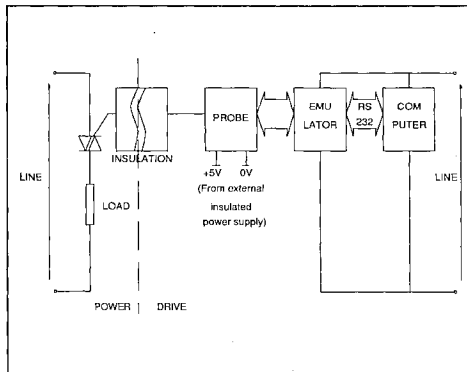 PROBE
EMU
LATOR
RS
232
COM
PUTER
INSULATION
+5V 0V
(From external
insulated
power supply)
LINE
LOAD
LINE
POWER DRIVE